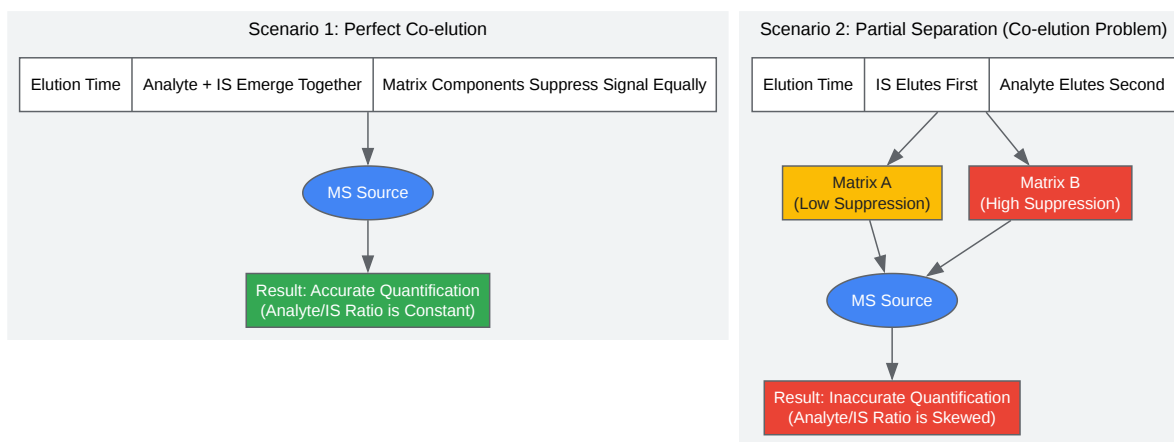 Scenario 1: Perfect Co-elution
Elution Time
Analyte + IS Emerge Together
Matrix Components Suppress Signal Equally
MS Source
Result: Accurate Quantification
(Analyte/IS Ratio is Constant)
Scenario 2: Partial Separation (Co-elution Problem)
Elution Time
IS Elutes First
Analyte Elutes Second
Matrix A
(Low Suppression)
Matrix B
(High Suppression)
MS Source
Result: Inaccurate Quantification
(Analyte/IS Ratio is Skewed)